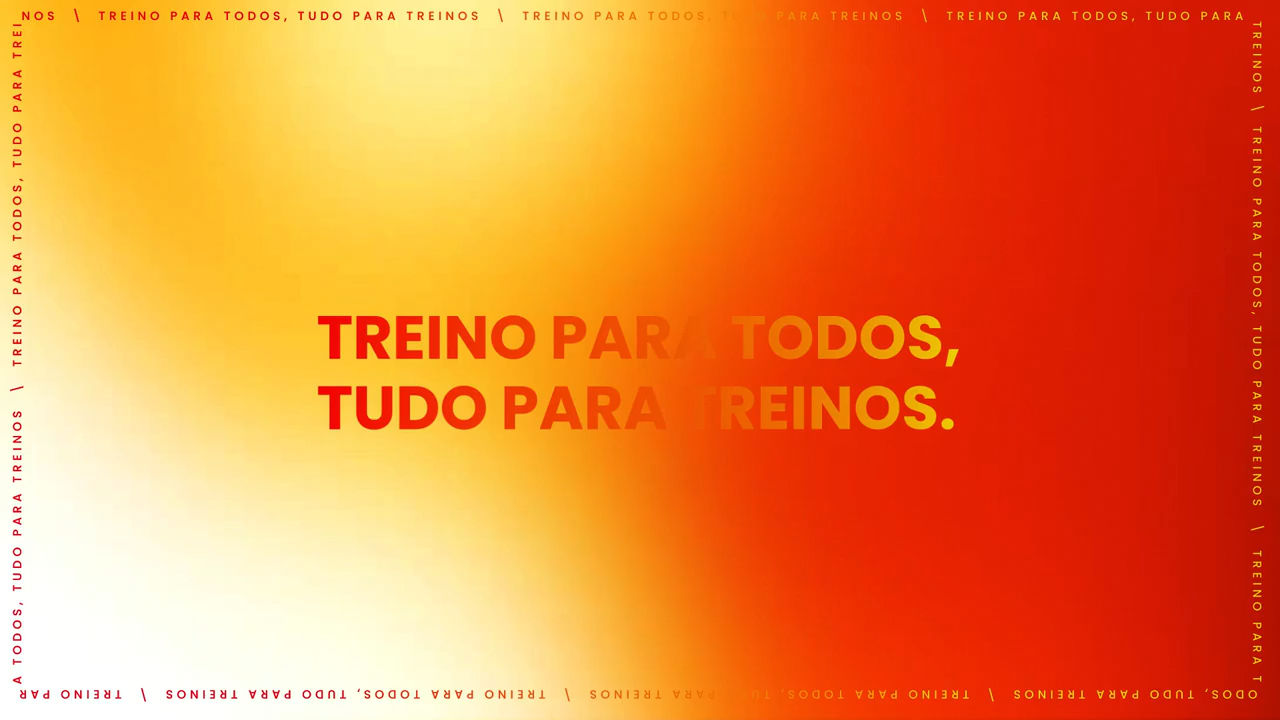 NOS \ TREINO PARA TODOS, TUDO PARA TREINOS \ TREINO PARA TODOS, TUDO PARA TREINOS \ TREINO PARA TODOS, TUDO PARA
TREINOS \ TREINO PARA TODOS, TUDO PARA TREINOS \ TREINO PARA T
ODOS, TUDO PARA TREINOS \ TREINO PARA TODOS, TUDO PARA TREINOS \ TREINO PARA TODOS, TUDO PARA TREINOS \ TREINO PAR
A TODOS, TUDO PARA TREINOS \ TREINO PARA TODOS, TUDO PARA TREI
TREINO PARA TODOS,
TUDO PARA TREINOS.